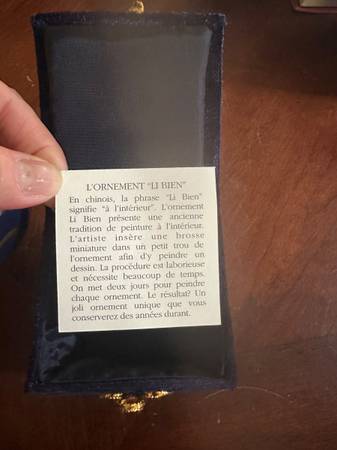 L'ORNEMENT "LI BIEN"
En chinois, la phrase "Li Bien"
signifie "à l'intérieur". L'ornement
Li Bien présente une ancienne
tradition de peinture à l'intérieur.
L'artiste insère une brosse
miniature dans un petit trou de
l'ornement afin d'y peindre un
dessin. La procédure est laborieuse
et nécessite beaucoup de temps.
On met deux jours pour peindre
chaque ornement. Le résultat? Un
joli ornement unique que vous
conserverez des années durant.